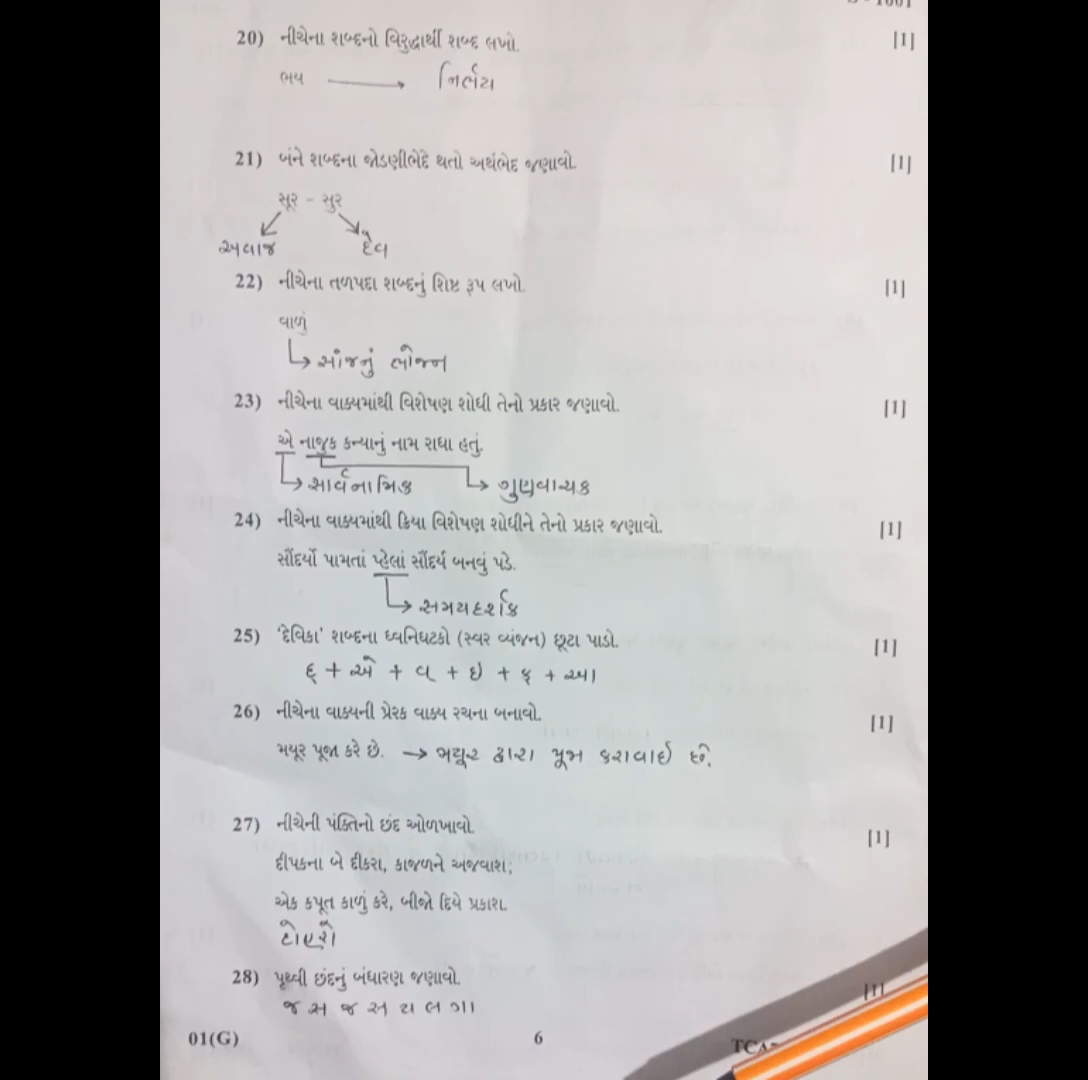 20) નીચેના શબ્દનો વિરુદ્ધાર્થી શબ્દ લખો. [1]
ભય → નિર્ભય
21) બંને શબ્દના જોડણીભેદે થતો અર્થભેદ જણાવો. [1]
સૂર - સુર
અવાજ દેવ
22) નીચેના તળપદા શબ્દનું શિષ્ટ રૂપ લખો. [1]
વાળું
સાંજનું ભોજન
23) નીચેના વાક્યમાંથી વિશેષણ શોધી તેનો પ્રકાર જણાવો. [1]
એ નાજુક કન્યાનું નામ રાધા હતું.
સાર્વનામિક ગુણવાચક
24) નીચેના વાક્યમાંથી ક્રિયા વિશેષણ શોધીને તેનો પ્રકાર જણાવો. [1]
સૌંદર્યો પામતાં પ્હેલાં સૌંદર્ય બનવું પડે.
સમયદર્શક
25) 'દેવિકા' શબ્દના ધ્વનિઘટકો (સ્વર વ્યંજન) છૂટા પાડો. [1]
દ્ + એ + વ્ + ઇ + ક્ + આ
26) નીચેના વાક્યની પ્રેરક વાક્ય રચના બનાવો. [1]
મયૂર પૂજા કરે છે. → મયૂર દ્વારા પૂજા કરાવાઈ છે.
27) નીચેની પંક્તિનો છંદ ઓળખાવો. [1]
દીપકના બે દીકરા, કાજળને અજવાશ;
એક કપૂત કાળું કરે, બીજો દિયે પ્રકાશ.
દોહરો
28) પૃથ્વી છંદનું બંધારણ જણાવો. [1]
જ સ જ સ ય લ ગા
01(G) 6